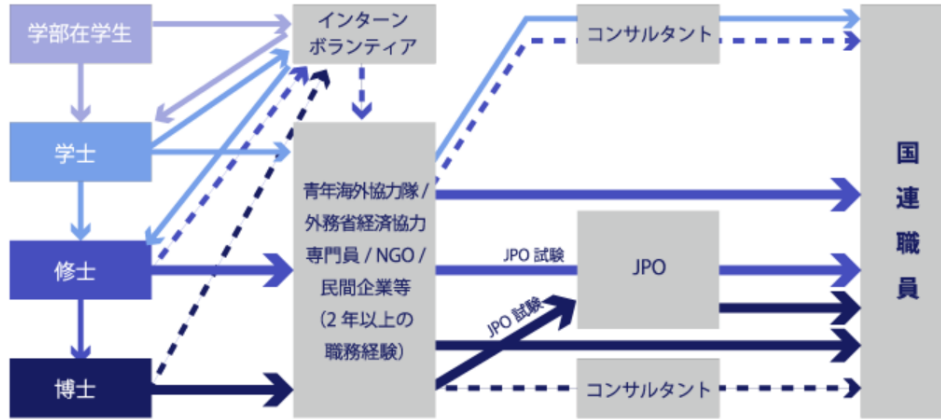 学部在学生
インターン
ボランティア
コンサルタント
学士
青年海外協力隊 /
外務省経済協力
専門員 / NGO /
民間企業等
（2 年以上の
職務経験）
修士
JPO 試験
JPO
JPO 試験
博士
コンサルタント
国連職員